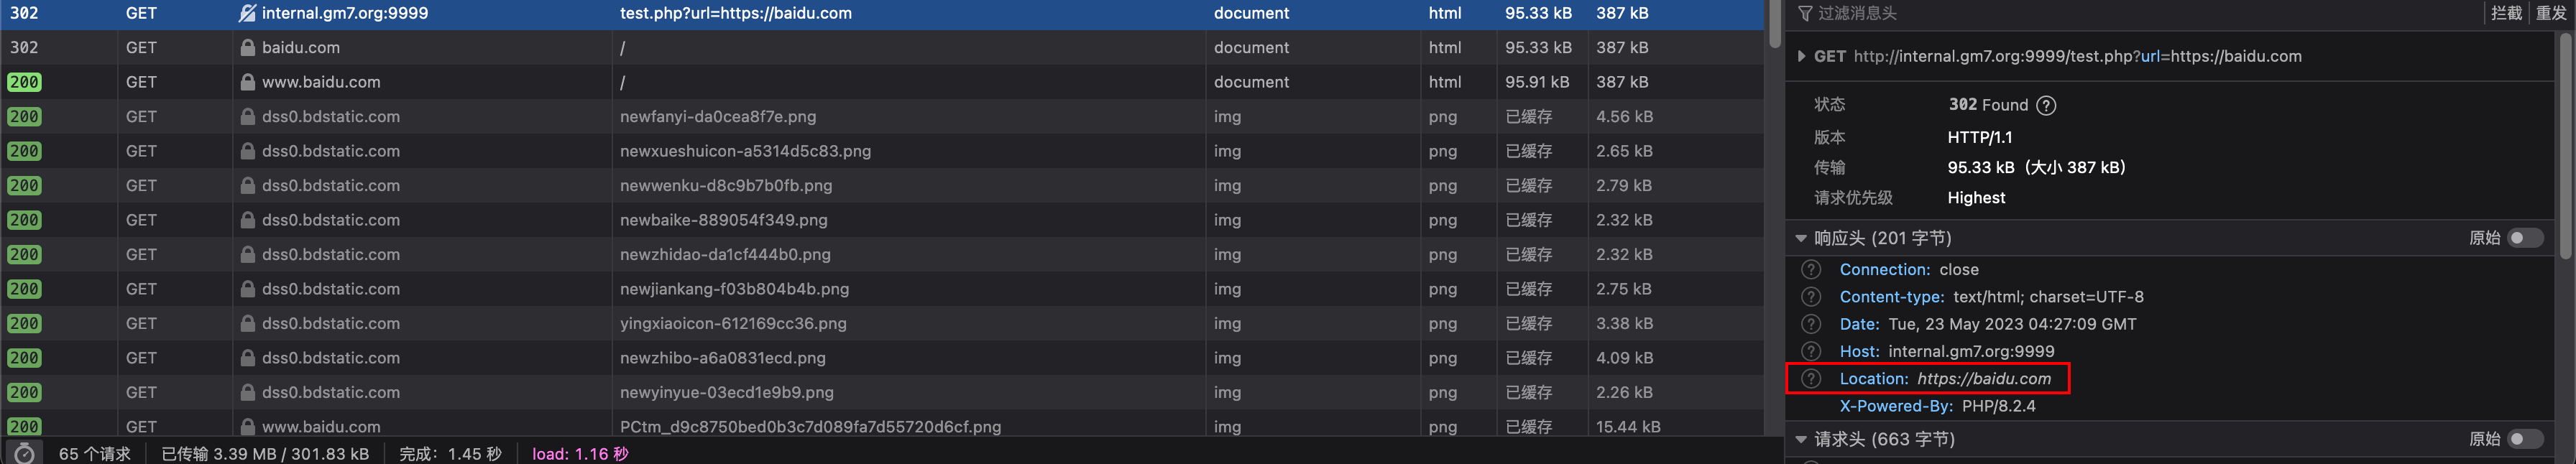 302 GET internal.gm7.org:9999 test.php?url=https://baidu.com document html 95.33 kB 387 kB
302 GET baidu.com / document html 95.33 kB 387 kB
200 GET www.baidu.com / document html 95.91 kB 387 kB
200 GET dss0.bdstatic.com newfanyi-da0cea8f7e.png img png 已缓存 4.56 kB
200 GET dss0.bdstatic.com newxueshuicon-a5314d5c83.png img png 已缓存 2.65 kB
200 GET dss0.bdstatic.com newwenku-d8c9b7b0fb.png img png 已缓存 2.79 kB
200 GET dss0.bdstatic.com newbaike-889054f349.png img png 已缓存 2.32 kB
200 GET dss0.bdstatic.com newzhidao-da1cf444b0.png img png 已缓存 2.32 kB
200 GET dss0.bdstatic.com newjiankang-f03b804b4b.png img png 已缓存 2.75 kB
200 GET dss0.bdstatic.com yingxiaoicon-612169cc36.png img png 已缓存 3.38 kB
200 GET dss0.bdstatic.com newzhibo-a6a0831ecd.png img png 已缓存 4.09 kB
200 GET dss0.bdstatic.com newyinyue-03ecd1e9b9.png img png 已缓存 2.26 kB
200 GET www.baidu.com PCtm_d9c8750bed0b3c7d089fa7d55720d6cf.png img png 已缓存 15.44 kB
65 个请求 已传输 3.39 MB / 301.83 kB 完成：1.45 秒 load: 1.16 秒
过滤消息头 拦截 重发
GET http://internal.gm7.org:9999/test.php?url=https://baidu.com
状态 302 Found ?
版本 HTTP/1.1
传输 95.33 kB（大小 387 kB）
请求优先级 Highest
响应头 (201 字节) 原始
? Connection: close
? Content-type: text/html; charset=UTF-8
? Date: Tue, 23 May 2023 04:27:09 GMT
? Host: internal.gm7.org:9999
? Location: https://baidu.com
X-Powered-By: PHP/8.2.4
请求头 (663 字节) 原始